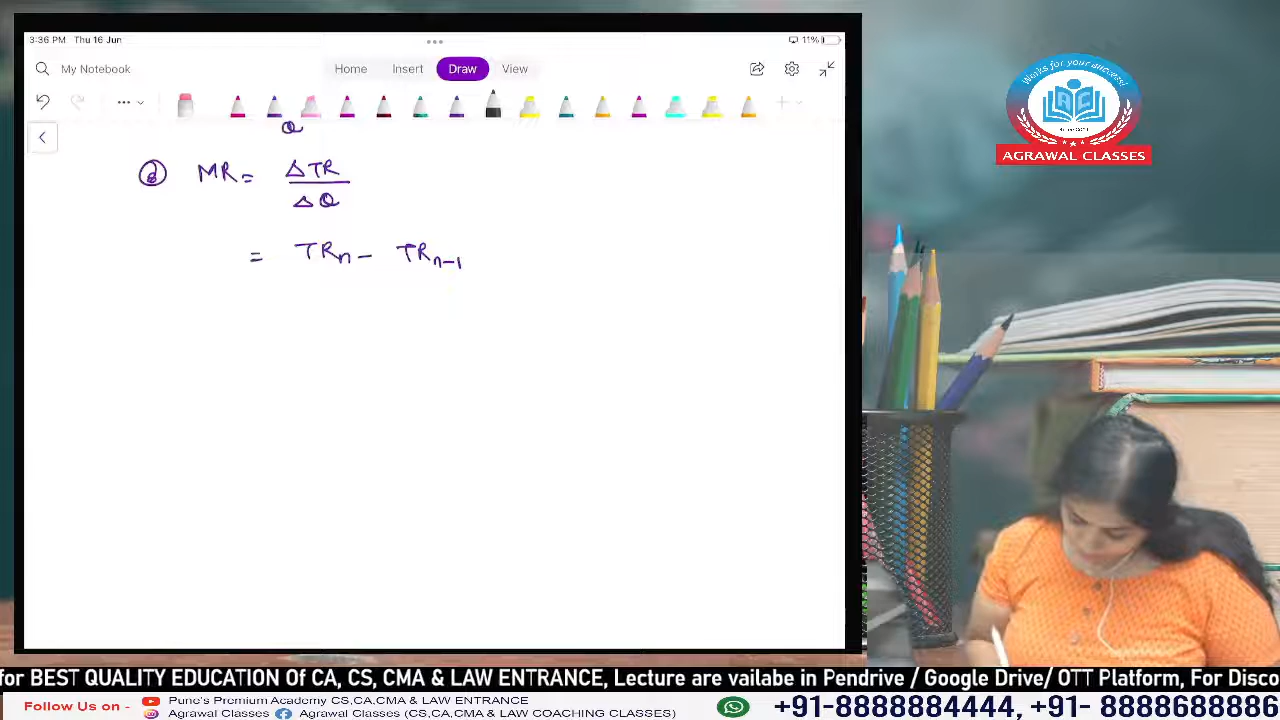 3:36 PM Thu 16 Jun
11%
My Notebook
Home Insert Draw View
Q
② MR = ΔTR
ΔQ
= TRn - TRn-1
Works for your success!
AC
AGRAWAL CLASSES
for BEST QUALITY EDUCATION Of CA, CS, CMA & LAW ENTRANCE, Lecture are vailabe in Pendrive / Google Drive/ OTT Platform, For Disco
Follow Us on - Pune's Premium Academy CS,CA,CMA & LAW ENTRANCE
Agrawal Classes (CS,CA,CMA & LAW COACHING CLASSES)
+91-8888884444, +91- 8888688886